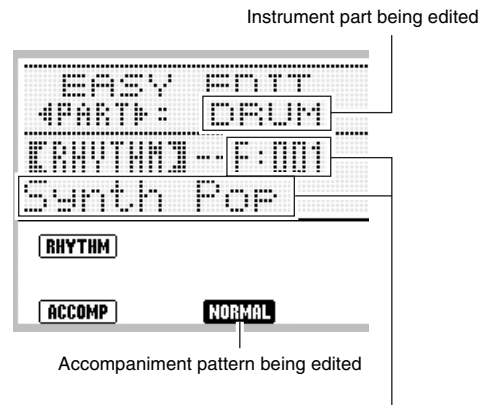 Instrument part being edited
EASY EDIT
◀PART▶: DRUM
【RHYTHM】--F:001
Synth Pop
RHYTHM
ACCOMP NORMAL
Accompaniment pattern being edited